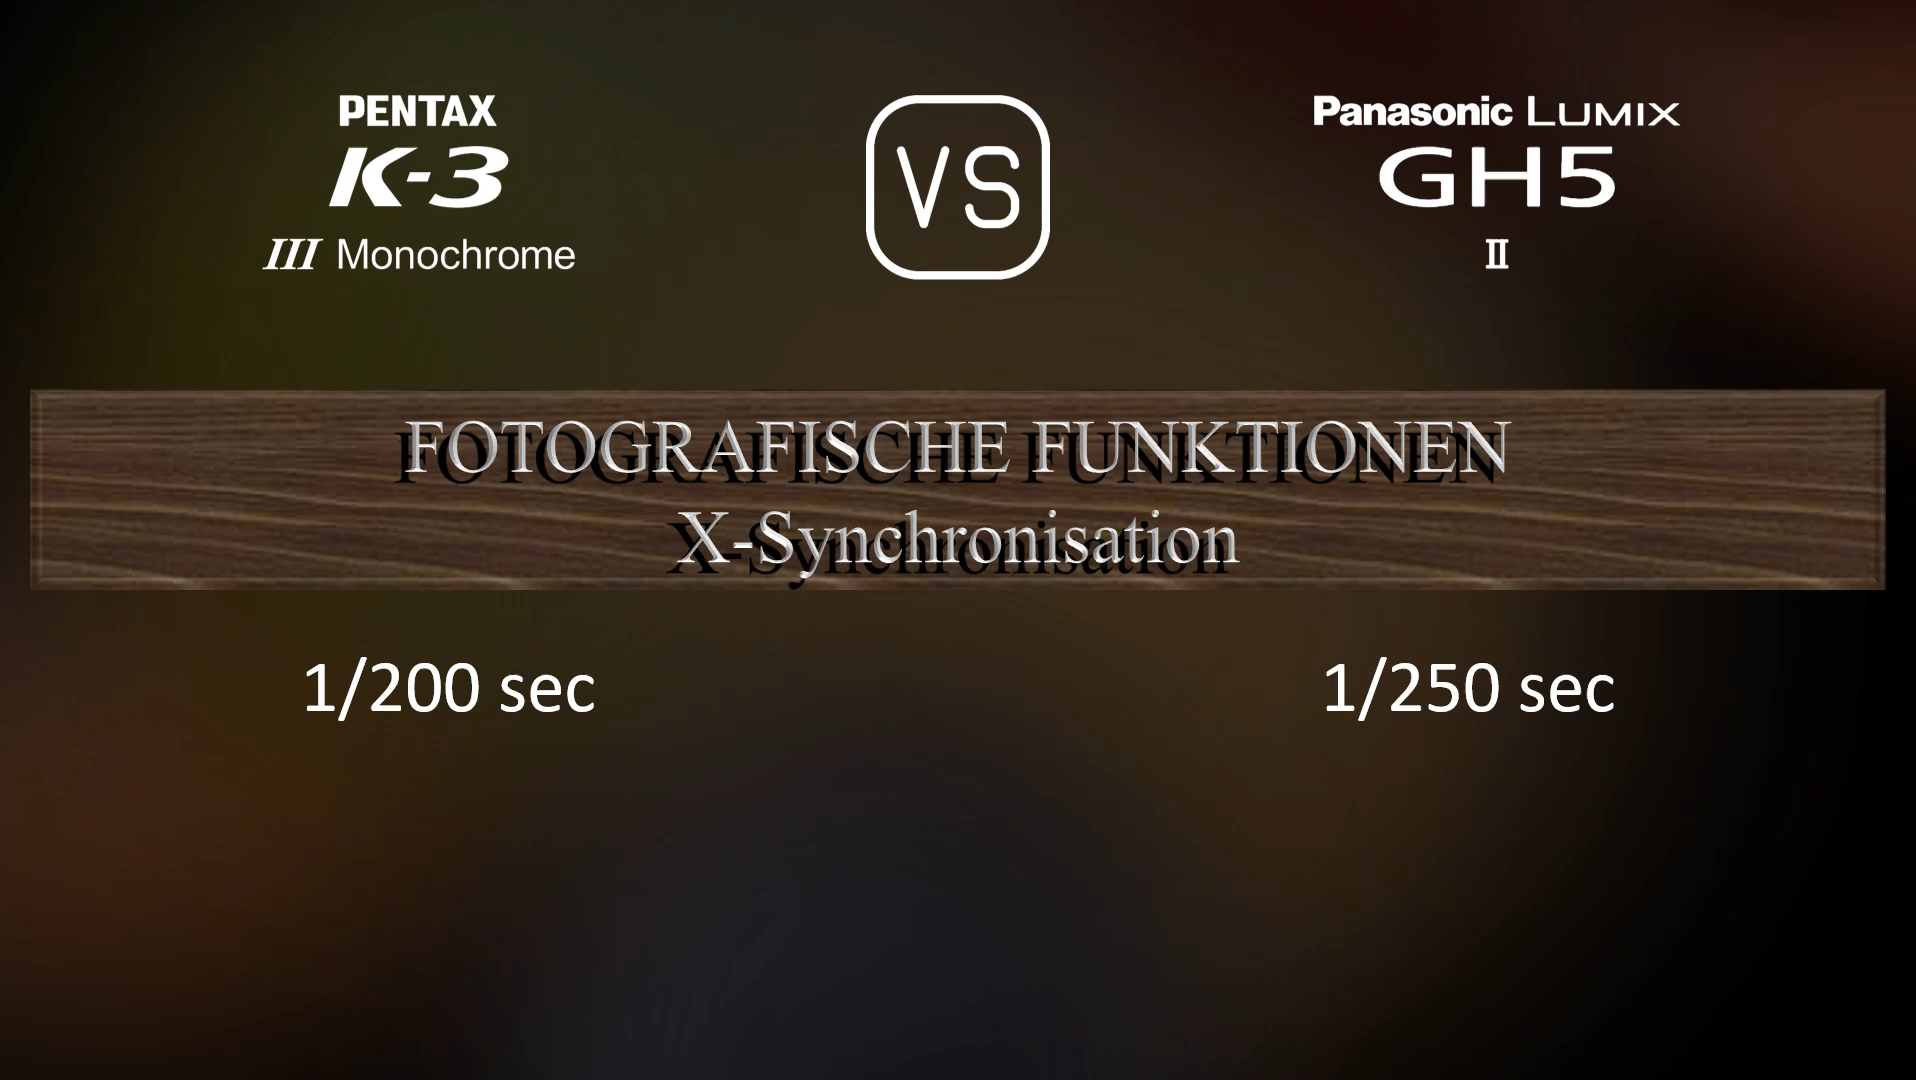 PENTAX
K-3
III Monochrome
VS
Panasonic LUMIX
GH5
II
FOTOGRAFISCHE FUNKTIONEN
X-Synchronisation
1/200 sec
1/250 sec